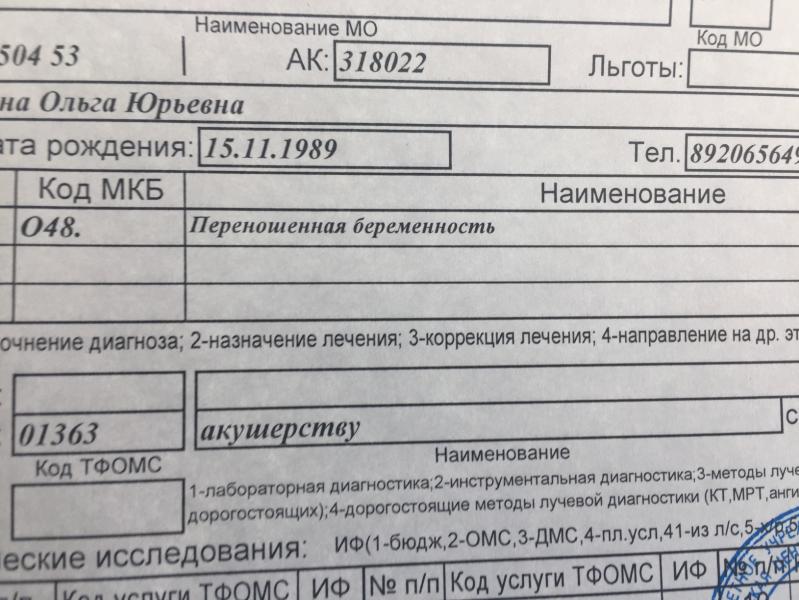 Наименование МО
Код МО
504 53
АК: 318022
Льготы:
на Ольга Юрьевна
ата рождения: 15.11.1989
Тел. 892065649
Код МКБ Наименование
О48. Переношенная беременность
очнение диагноза; 2-назначение лечения; 3-коррекция лечения; 4-направление на др. эт
01363 акушерству с
Код ТФОМС Наименование
1-лабораторная диагностика;2-инструментальная диагностика;3-методы луче
дорогостоящих);4-дорогостоящие методы лучевой диагностики (КТ,МРТ,анги
еские исследования: ИФ(1-бюдж,2-ОМС,3-ДМС,4-пл.усл,41-из л/с,5-х/р,5
п/п Код услуги ТФОМС ИФ № п/п Код услуги ТФОМС ИФ № п/п